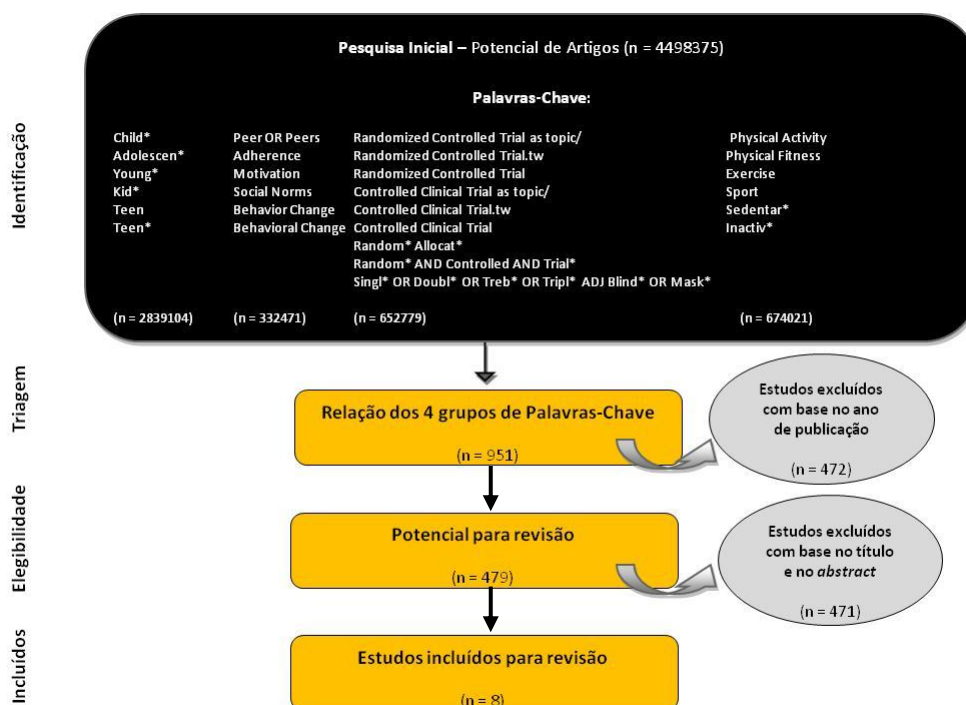 Pesquisa Inicial – Potencial de Artigos (n = 4498375)
Palavras-Chave:
Child*
Adolescen*
Young*
Kid*
Teen
Teen*
(n = 2839104)
Peer OR Peers
Adherence
Motivation
Social Norms
Behavior Change
Behavioral Change
(n = 332471)
Randomized Controlled Trial as topic/
Randomized Controlled Trial.tw
Randomized Controlled Trial
Controlled Clinical Trial as topic/
Controlled Clinical Trial.tw
Controlled Clinical Trial
Random* Allocat*
Random* AND Controlled AND Trial*
Singl* OR Doubl* OR Treb* OR Tripl* ADJ Blind* OR Mask*
(n = 652779)
Physical Activity
Physical Fitness
Exercise
Sport
Sedentar*
Inactiv*
(n = 674021)
Identificação
Triagem
Relação dos 4 grupos de Palavras-Chave
(n = 951)
Estudos excluídos
com base no ano
de publicação
(n = 472)
Elegibilidade
Potencial para revisão
(n = 479)
Estudos excluídos
com base no título
e no abstract
(n = 471)
Incluídos
Estudos incluídos para revisão
(n = 8)